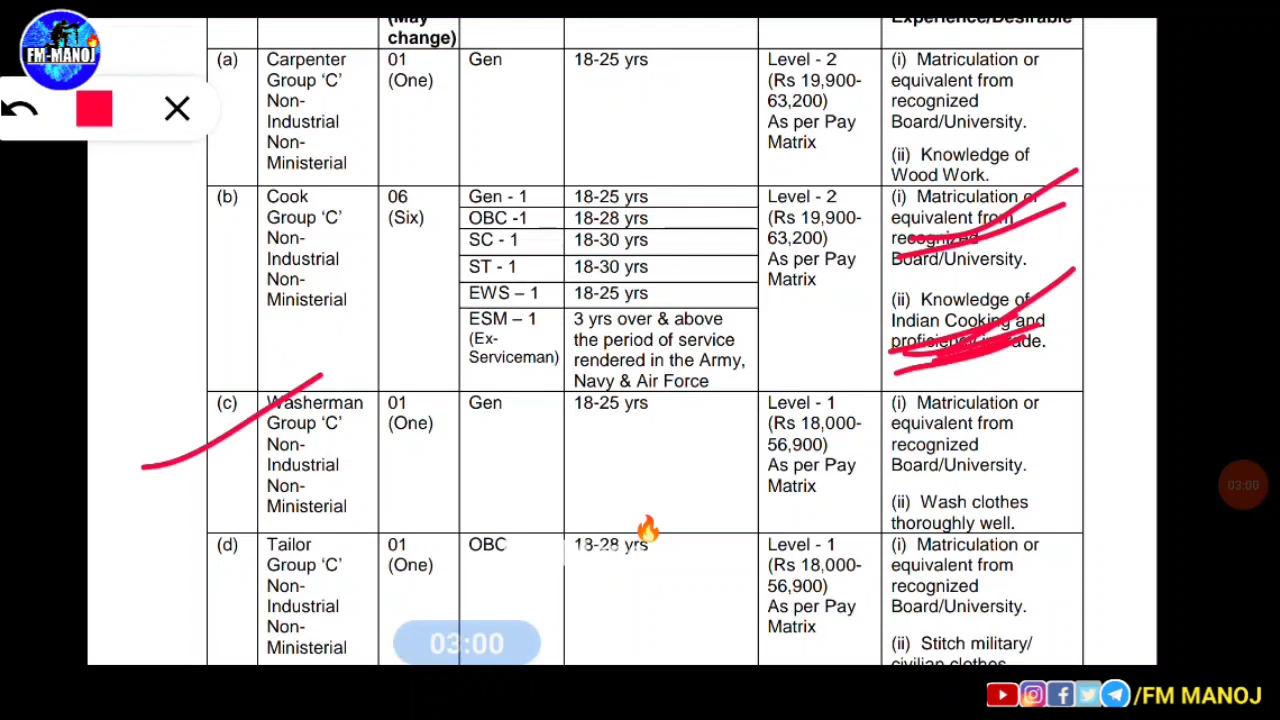 (May
Experience/Desirable
change)
FM-MANOJ
(a) Carpenter 01 Gen 18-25 yrs Level - 2 (i) Matriculation or
Group ‘C’ (One) (Rs 19,900- equivalent from
Non- 63,200) recognized
Industrial As per Pay Board/University.
Non- Matrix
Ministerial (ii) Knowledge of
Wood Work.
(b) Cook 06 Gen - 1 18-25 yrs Level - 2 (i) Matriculation or
Group ‘C’ (Six) OBC -1 18-28 yrs (Rs 19,900- equivalent from
Non- SC - 1 18-30 yrs 63,200) recognized
Industrial ST - 1 18-30 yrs As per Pay Board/University.
Non- Matrix
Ministerial EWS – 1 18-25 yrs (ii) Knowledge of
ESM – 1 3 yrs over & above Indian Cooking and
(Ex- the period of service proficiency in trade.
Serviceman) rendered in the Army,
Navy & Air Force
(c) Washerman 01 Gen 18-25 yrs Level - 1 (i) Matriculation or
Group ‘C’ (One) (Rs 18,000- equivalent from
Non- 56,900) recognized
Industrial As per Pay Board/University.
Non- Matrix
Ministerial (ii) Wash clothes
thoroughly well.
03:00
(d) Tailor 01 OBC 18-28 yrs Level - 1 (i) Matriculation or
Group ‘C’ (One) (Rs 18,000- equivalent from
Non- 56,900) recognized
Industrial As per Pay Board/University.
Non- Matrix
Ministerial (ii) Stitch military/
civilian clothes
03:00
/FM MANOJ